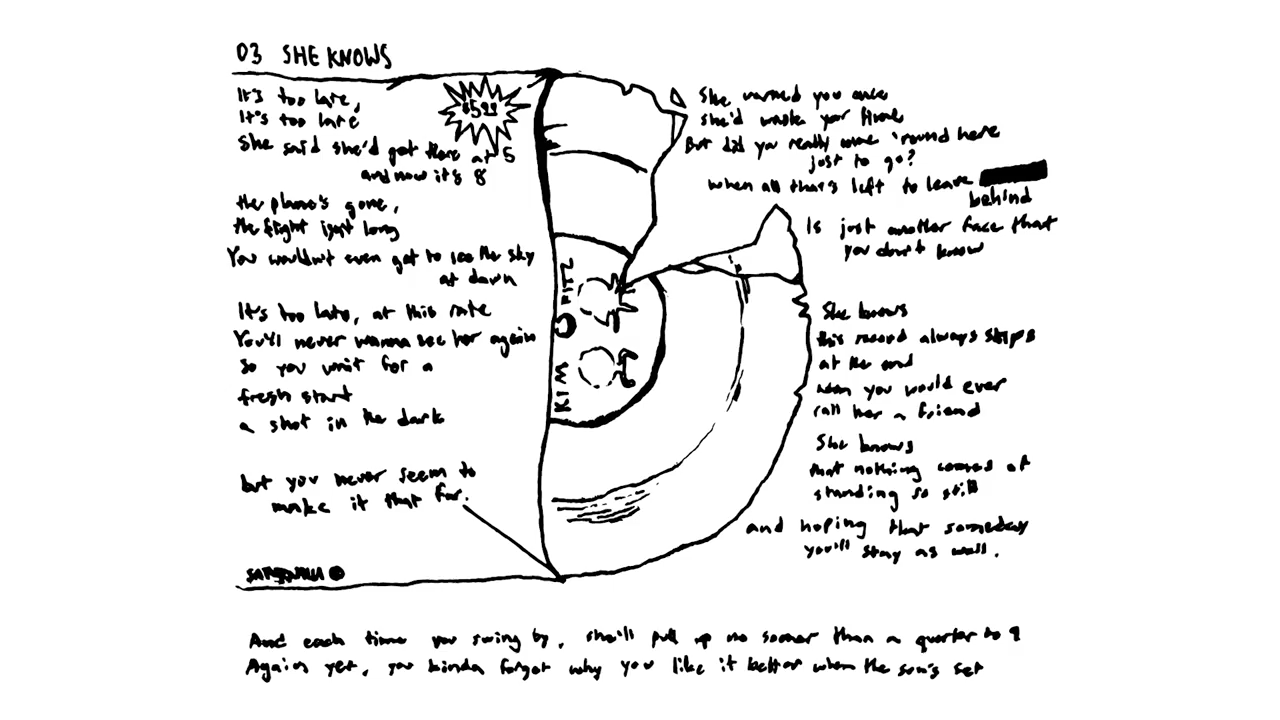 03 SHE KNOWS
It's too late,
It's too late
She said she'd get there at 5
and now it's 8
$5.99
the plane's gone,
the flight isn't long
You wouldn't even get to see the sky
at dawn
It's too late, at this rate
You'll never wanna see her again
So you wait for a
fresh start
a shot in the dark
but you never seem to
make it that far.
KIM
PITZ
She warned you once
she'd waste your time
But did you really come 'round here
just to go?
when all that's left to leave
behind
Is just another face that
you don't know
She knows
this record always skips
at the end
when you would ever
call her a friend
She knows
that nothing comes of
standing so still
and hoping that someday
you'll stay as well.
And each time you swing by, she'll pull up no sooner than a quarter to 9
Again yet, you kinda forgot why you like it better when the sun's set